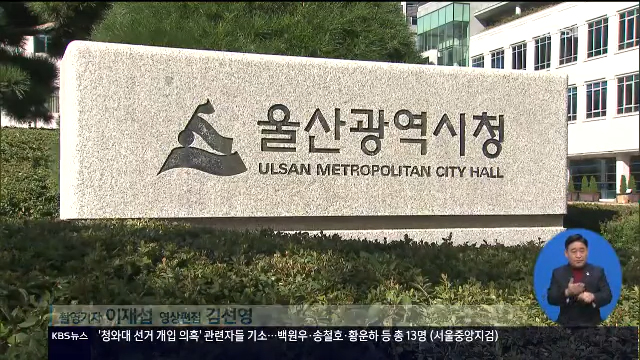 울산광역시청
ULSAN METROPOLITAN CITY HALL
촬영기자 이재섭 영상편집 김선영
KBS뉴스 '청와대 선거 개입 의혹' 관련자들 기소…백원우·송철호·황운하 등 총 13명 (서울중앙지검)